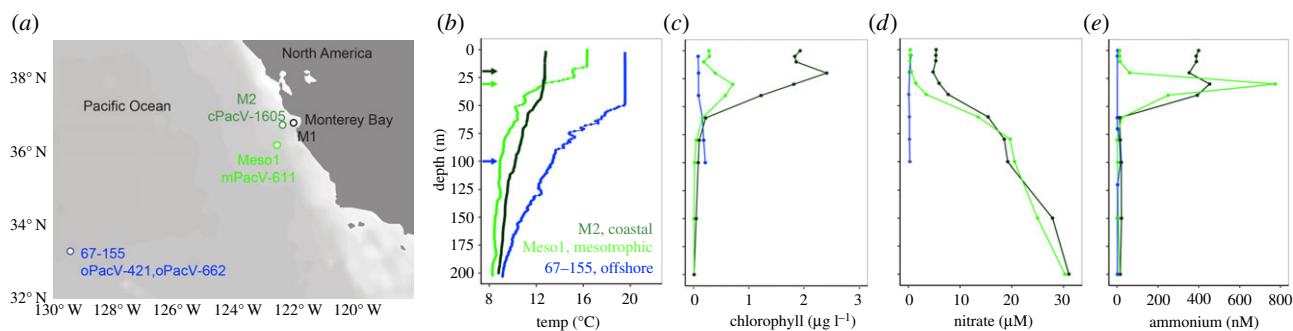 (a)
North America
38° N
36° N
34° N
32° N
Pacific Ocean
M2
cPacV-1605
Monterey Bay
M1
Meso1
mPacV-611
67-155
oPacV-421,oPacV-662
130° W 128° W 126° W 124° W 122° W 120° W
(b)
depth (m)
0
25
50
75
100
125
150
175
200
M2, coastal
Meso1, mesotrophic
67–155, offshore
8 12 16 20
temp (°C)
(c)
0 1 2 3
chlorophyll (µg l–1)
(d)
0 10 20 30
nitrate (µM)
(e)
0 200 400 600 800
ammonium (nM)